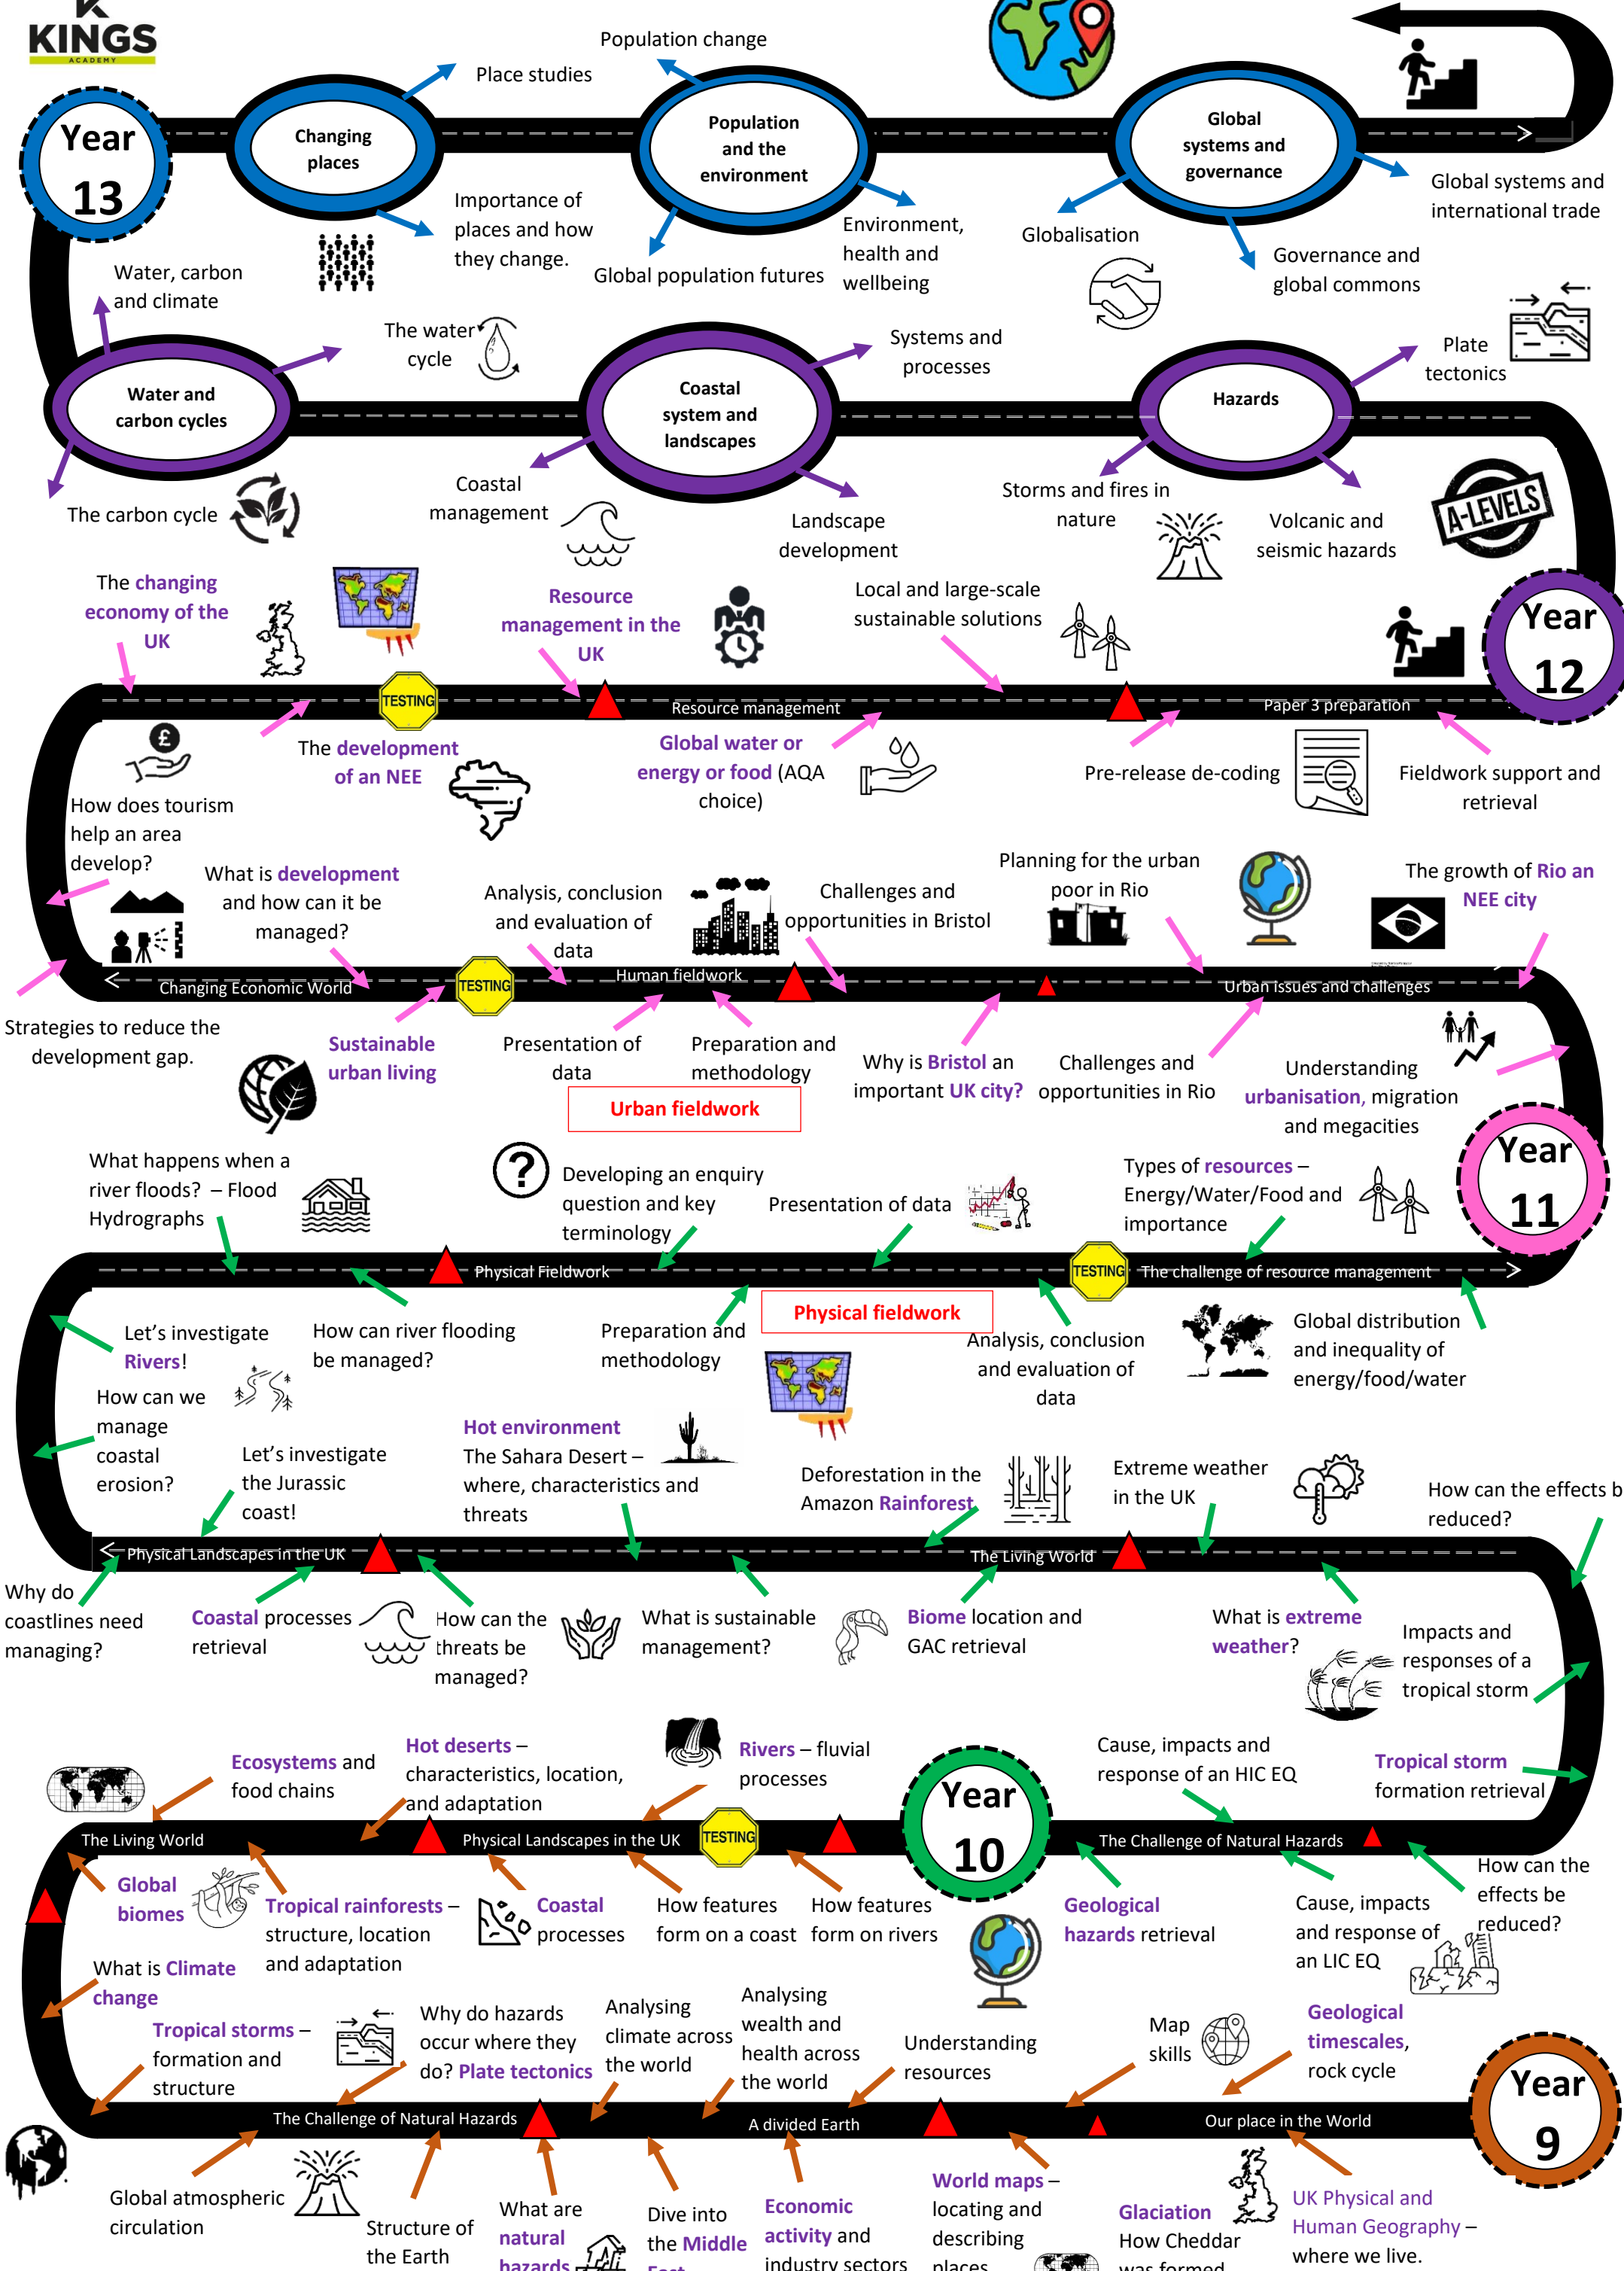 KINGS
ACADEMY
Population change
Place studies
Year
13
Changing
places
Population
and the
environment
Global
systems and
governance
Global systems and
international trade
Importance of
places and how
they change.
Environment,
health and
wellbeing
Globalisation
Global population futures
Governance and
global commons
Water, carbon
and climate
The water
cycle
Systems and
processes
Plate
tectonics
Water and
carbon cycles
Coastal
system and
landscapes
Hazards
The carbon cycle
Coastal
management
Landscape
development
Storms and fires in
nature
Volcanic and
seismic hazards
A-LEVELS
The changing
economy of the
UK
Resource
management in the
UK
Local and large-scale
sustainable solutions
Year
12
TESTING
Resource management
Paper 3 preparation
The development
of an NEE
Global water or
energy or food (AQA
choice)
Pre-release de-coding
Fieldwork support and
retrieval
£
How does tourism
help an area
develop?
What is development
and how can it be
managed?
Analysis, conclusion
and evaluation of
data
Challenges and
opportunities in Bristol
Planning for the urban
poor in Rio
The growth of Rio an
NEE city
Changing Economic World
TESTING
Human fieldwork
Urban issues and challenges
Strategies to reduce the
development gap.
Sustainable
urban living
Presentation of
data
Preparation and
methodology
Urban fieldwork
Why is Bristol an
important UK city?
Challenges and
opportunities in Rio
Understanding
urbanisation, migration
and megacities
Year
11
What happens when a
river floods? – Flood
Hydrographs
?
Developing an enquiry
question and key
terminology
Presentation of data
Types of resources –
Energy/Water/Food and
importance
Physical Fieldwork
TESTING
The challenge of resource management
Let's investigate
Rivers!
How can river flooding
be managed?
Preparation and
methodology
Physical fieldwork
Analysis, conclusion
and evaluation of
data
Global distribution
and inequality of
energy/food/water
How can we
manage
coastal
erosion?
Let's investigate
the Jurassic
coast!
Hot environment
The Sahara Desert –
where, characteristics and
threats
Deforestation in the
Amazon Rainforest
Extreme weather
in the UK
How can the effects b
reduced?
Physical Landscapes in the UK
The Living World
Why do
coastlines need
managing?
Coastal processes
retrieval
How can the
threats be
managed?
What is sustainable
management?
Biome location and
GAC retrieval
What is extreme
weather?
Impacts and
responses of a
tropical storm
Ecosystems and
food chains
Hot deserts –
characteristics, location,
and adaptation
Rivers – fluvial
processes
Year
10
Cause, impacts and
response of an HIC EQ
Tropical storm
formation retrieval
The Living World
Physical Landscapes in the UK
TESTING
The Challenge of Natural Hazards
Global
biomes
Tropical rainforests –
structure, location
and adaptation
Coastal
processes
How features
form on a coast
How features
form on rivers
Geological
hazards retrieval
Cause, impacts
and response of
an LIC EQ
How can the
effects be
reduced?
What is Climate
change
Tropical storms –
formation and
structure
Why do hazards
occur where they
do? Plate tectonics
Analysing
climate across
the world
Analysing
wealth and
health across
the world
Understanding
resources
Map
skills
Geological
timescales,
rock cycle
Year
9
The Challenge of Natural Hazards
A divided Earth
Our place in the World
Global atmospheric
circulation
Structure of
the Earth
What are
natural
hazards
Dive into
the Middle
East
Economic
activity and
industry sectors
World maps –
locating and
describing
places
Glaciation
How Cheddar
was formed
UK Physical and
Human Geography –
where we live.